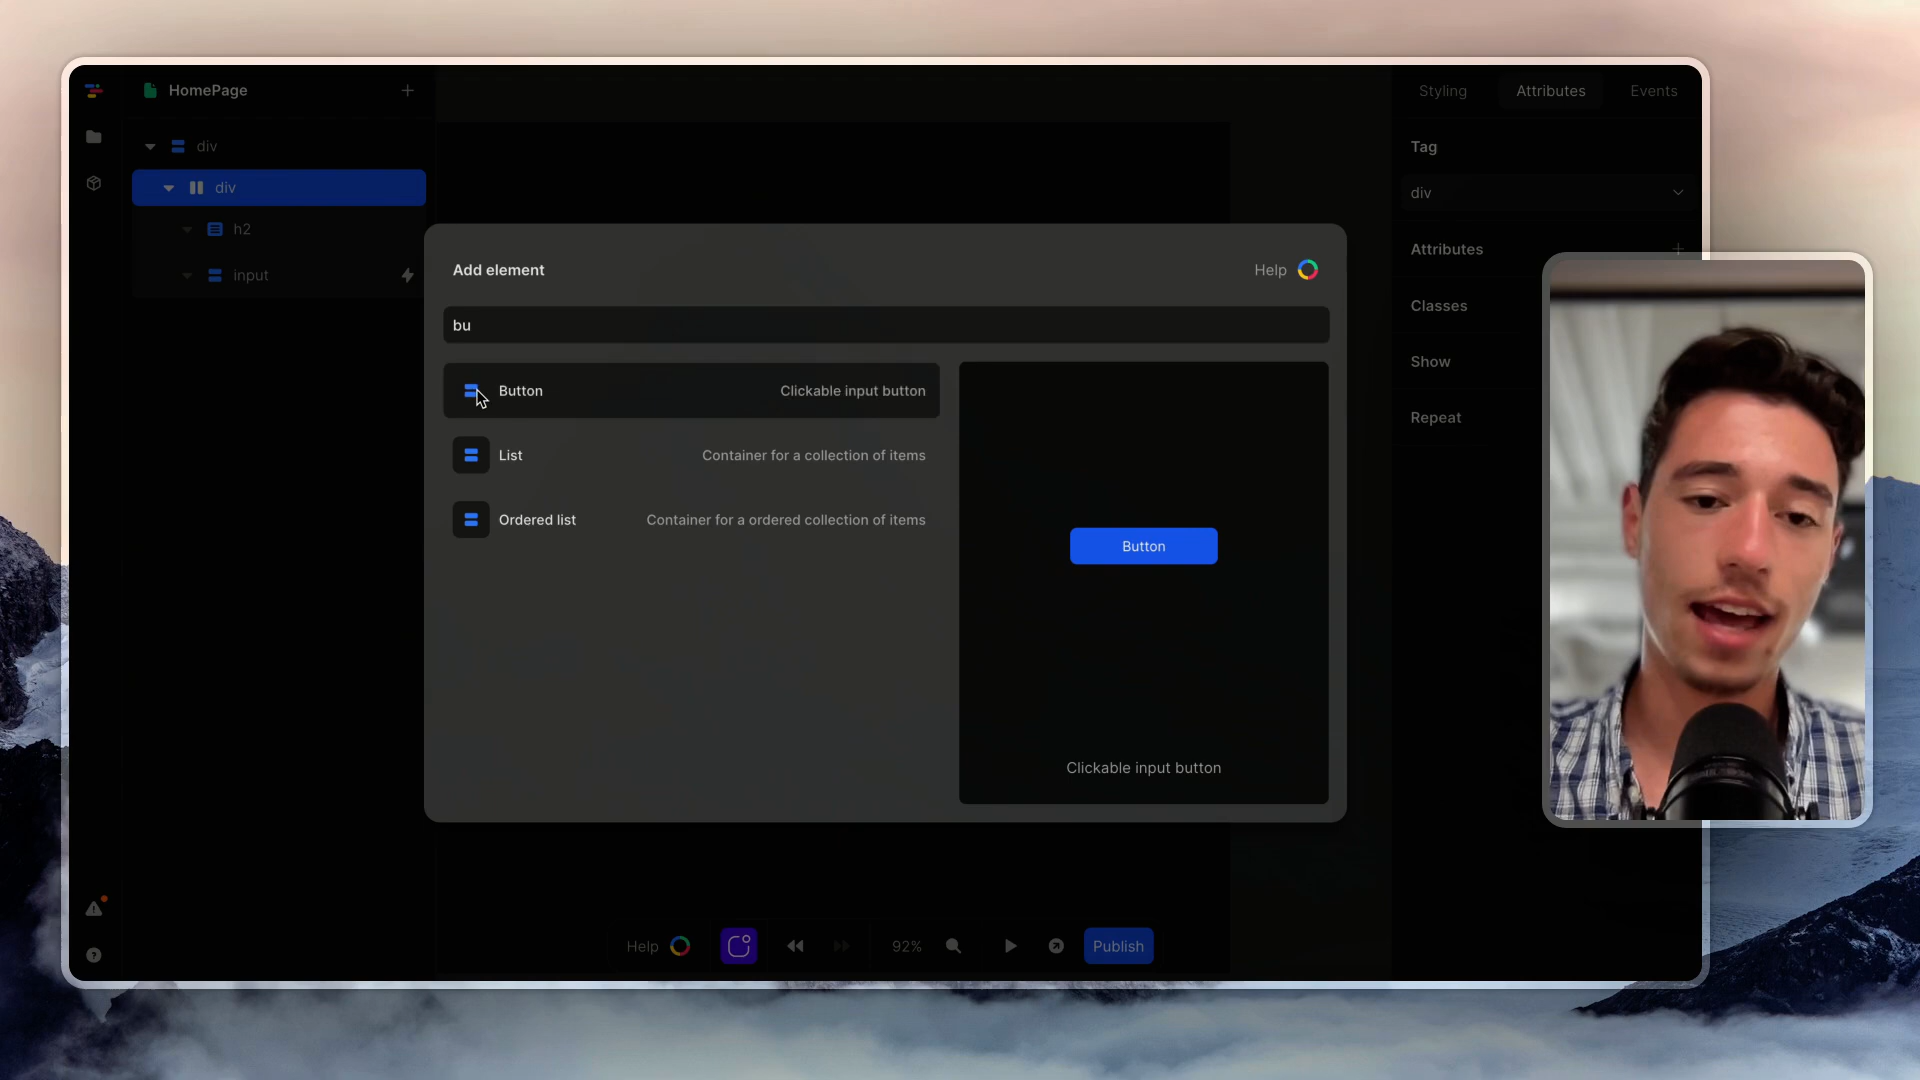 HomePage
div
div
h2
input
Styling
Attributes
Events
Tag
div
Attributes
Classes
Show
Repeat
Add element
Help
bu
Button
Clickable input button
List
Container for a collection of items
Ordered list
Container for a ordered collection of items
Button
Clickable input button
Help
92%
Publish